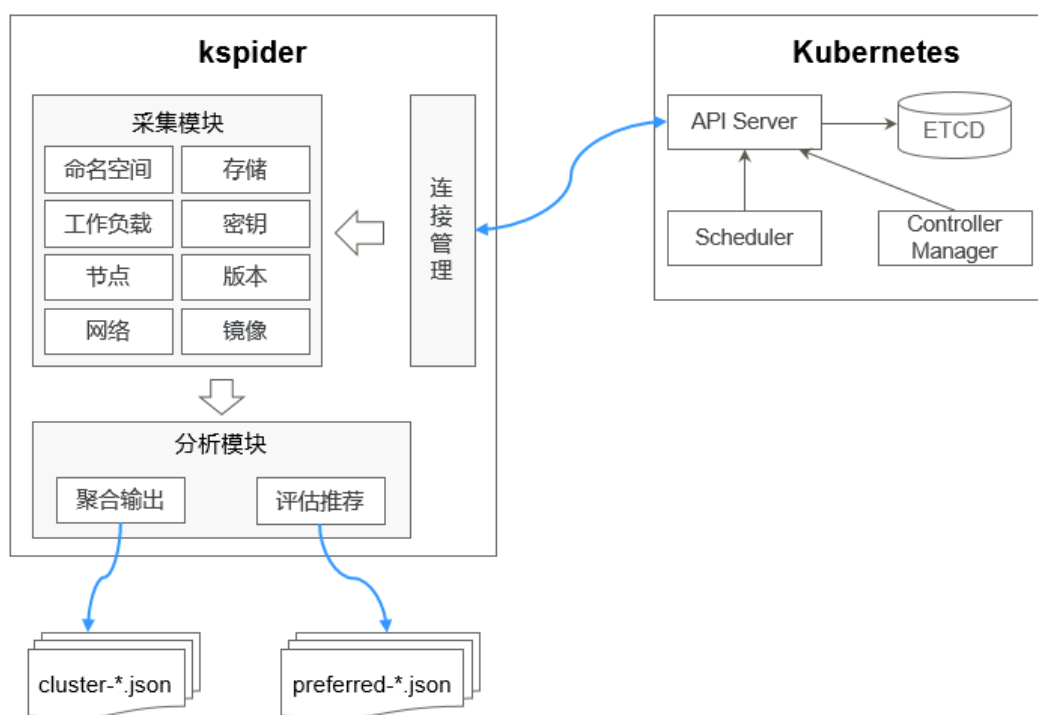 kspider
采集模块
命名空间
存储
工作负载
密钥
节点
版本
网络
镜像
连
接
管
理
分析模块
聚合输出
评估推荐
cluster-*.json
preferred-*.json
Kubernetes
API Server
ETCD
Scheduler
Controller
Manager